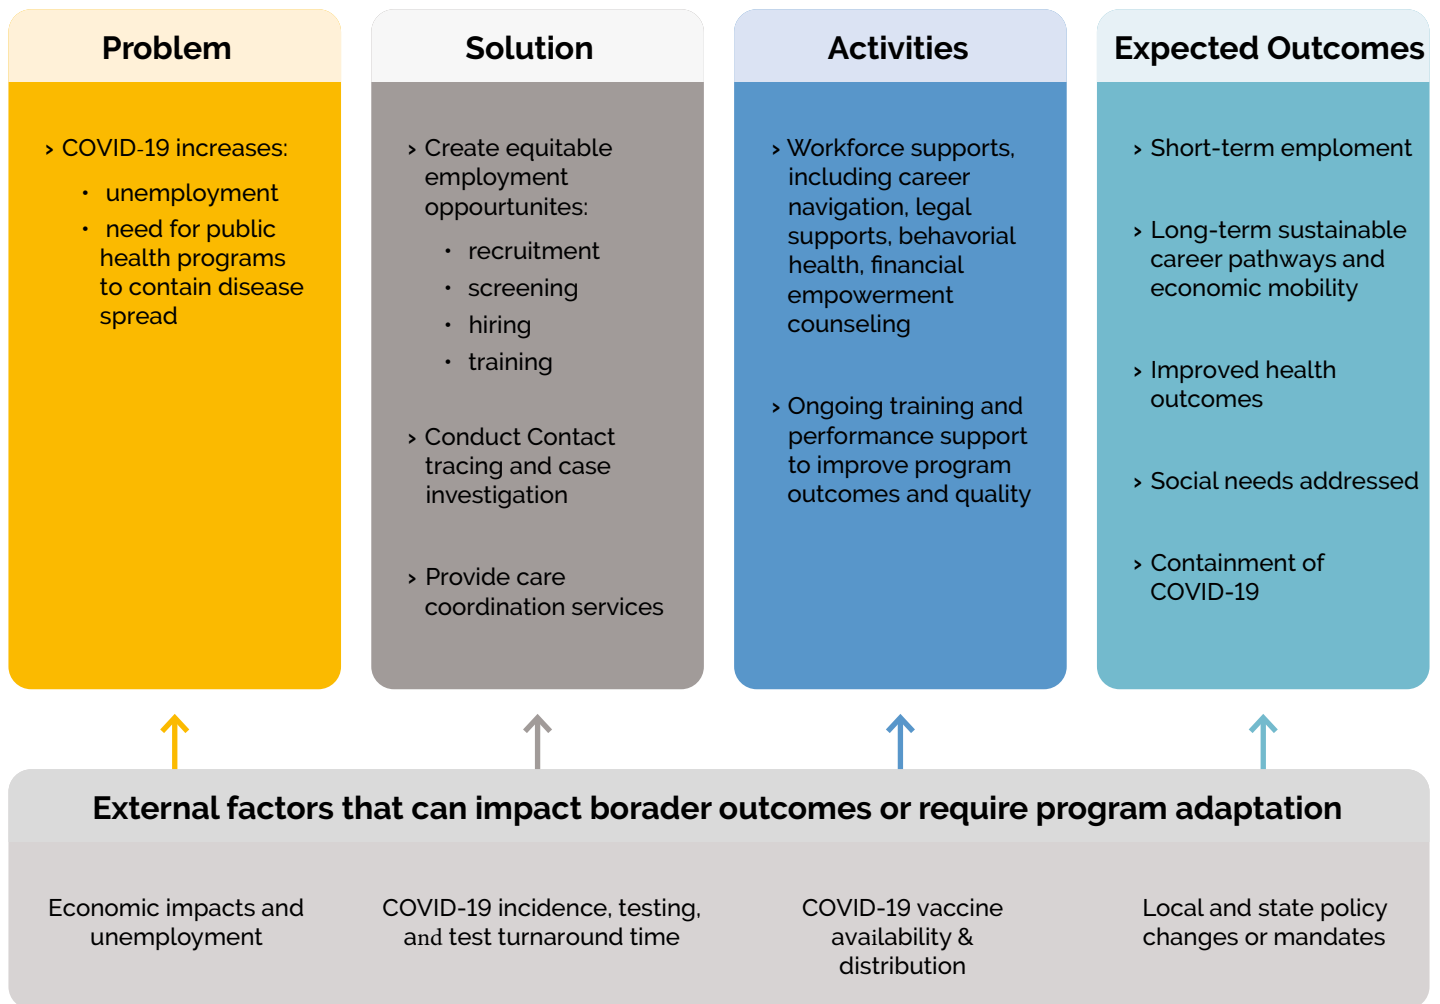 Problem
› COVID-19 increases:
• unemployment
• need for public
health programs
to contain disease
spread
Solution
› Create equitable
employment
oppourtunites:
• recruitment
• screening
• hiring
• training
› Conduct Contact
tracing and case
investigation
› Provide care
coordination services
Activities
› Workforce supports,
including career
navigation, legal
supports, behavorial
health, financial
empowerment
counseling
› Ongoing training and
performance support
to improve program
outcomes and quality
Expected Outcomes
› Short-term emploment
› Long-term sustainable
career pathways and
economic mobility
› Improved health
outcomes
› Social needs addressed
› Containment of
COVID-19
External factors that can impact borader outcomes or require program adaptation
Economic impacts and
unemployment
COVID-19 incidence, testing,
and test turnaround time
COVID-19 vaccine
availability &
distribution
Local and state policy
changes or mandates